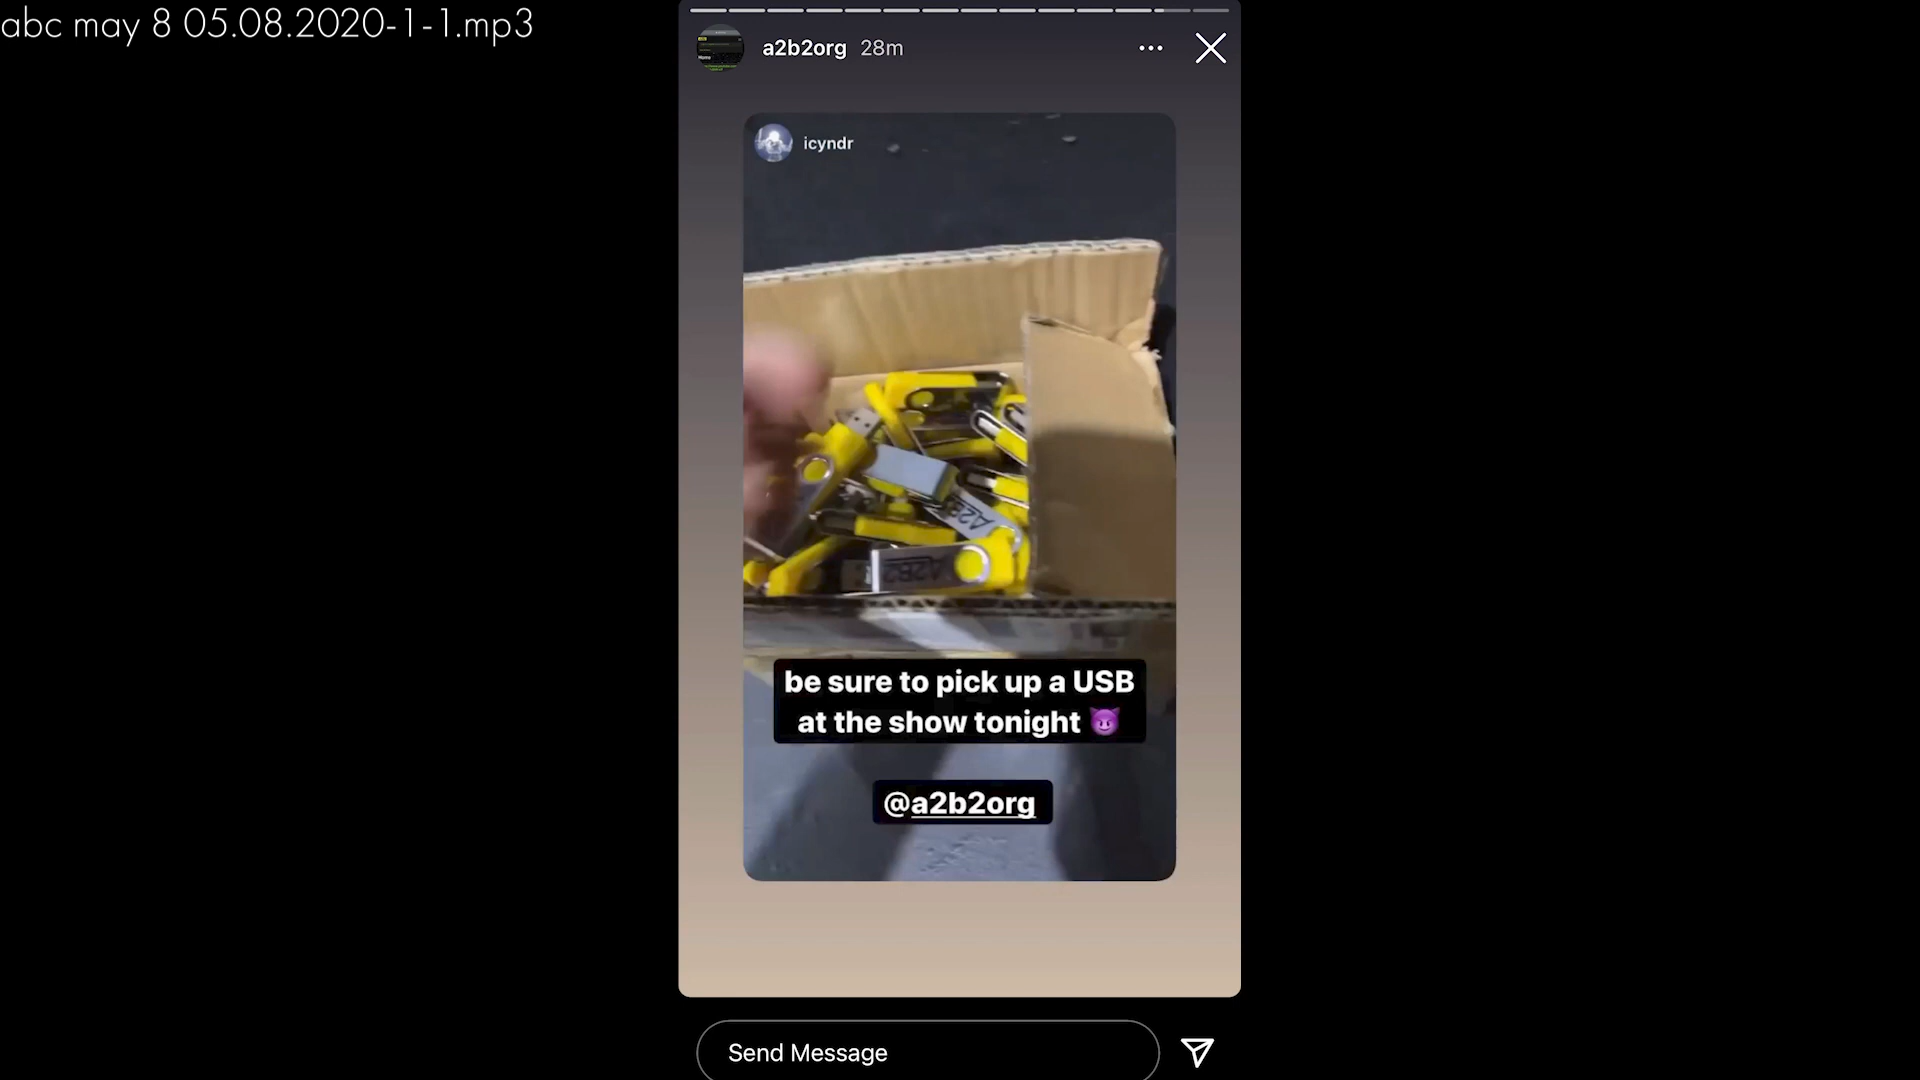 abc may 8 05.08.2020-1-1.mp3
a2b2org 28m
icyndr
A2B2
be sure to pick up a USB
at the show tonight 😈
@a2b2org
Send Message